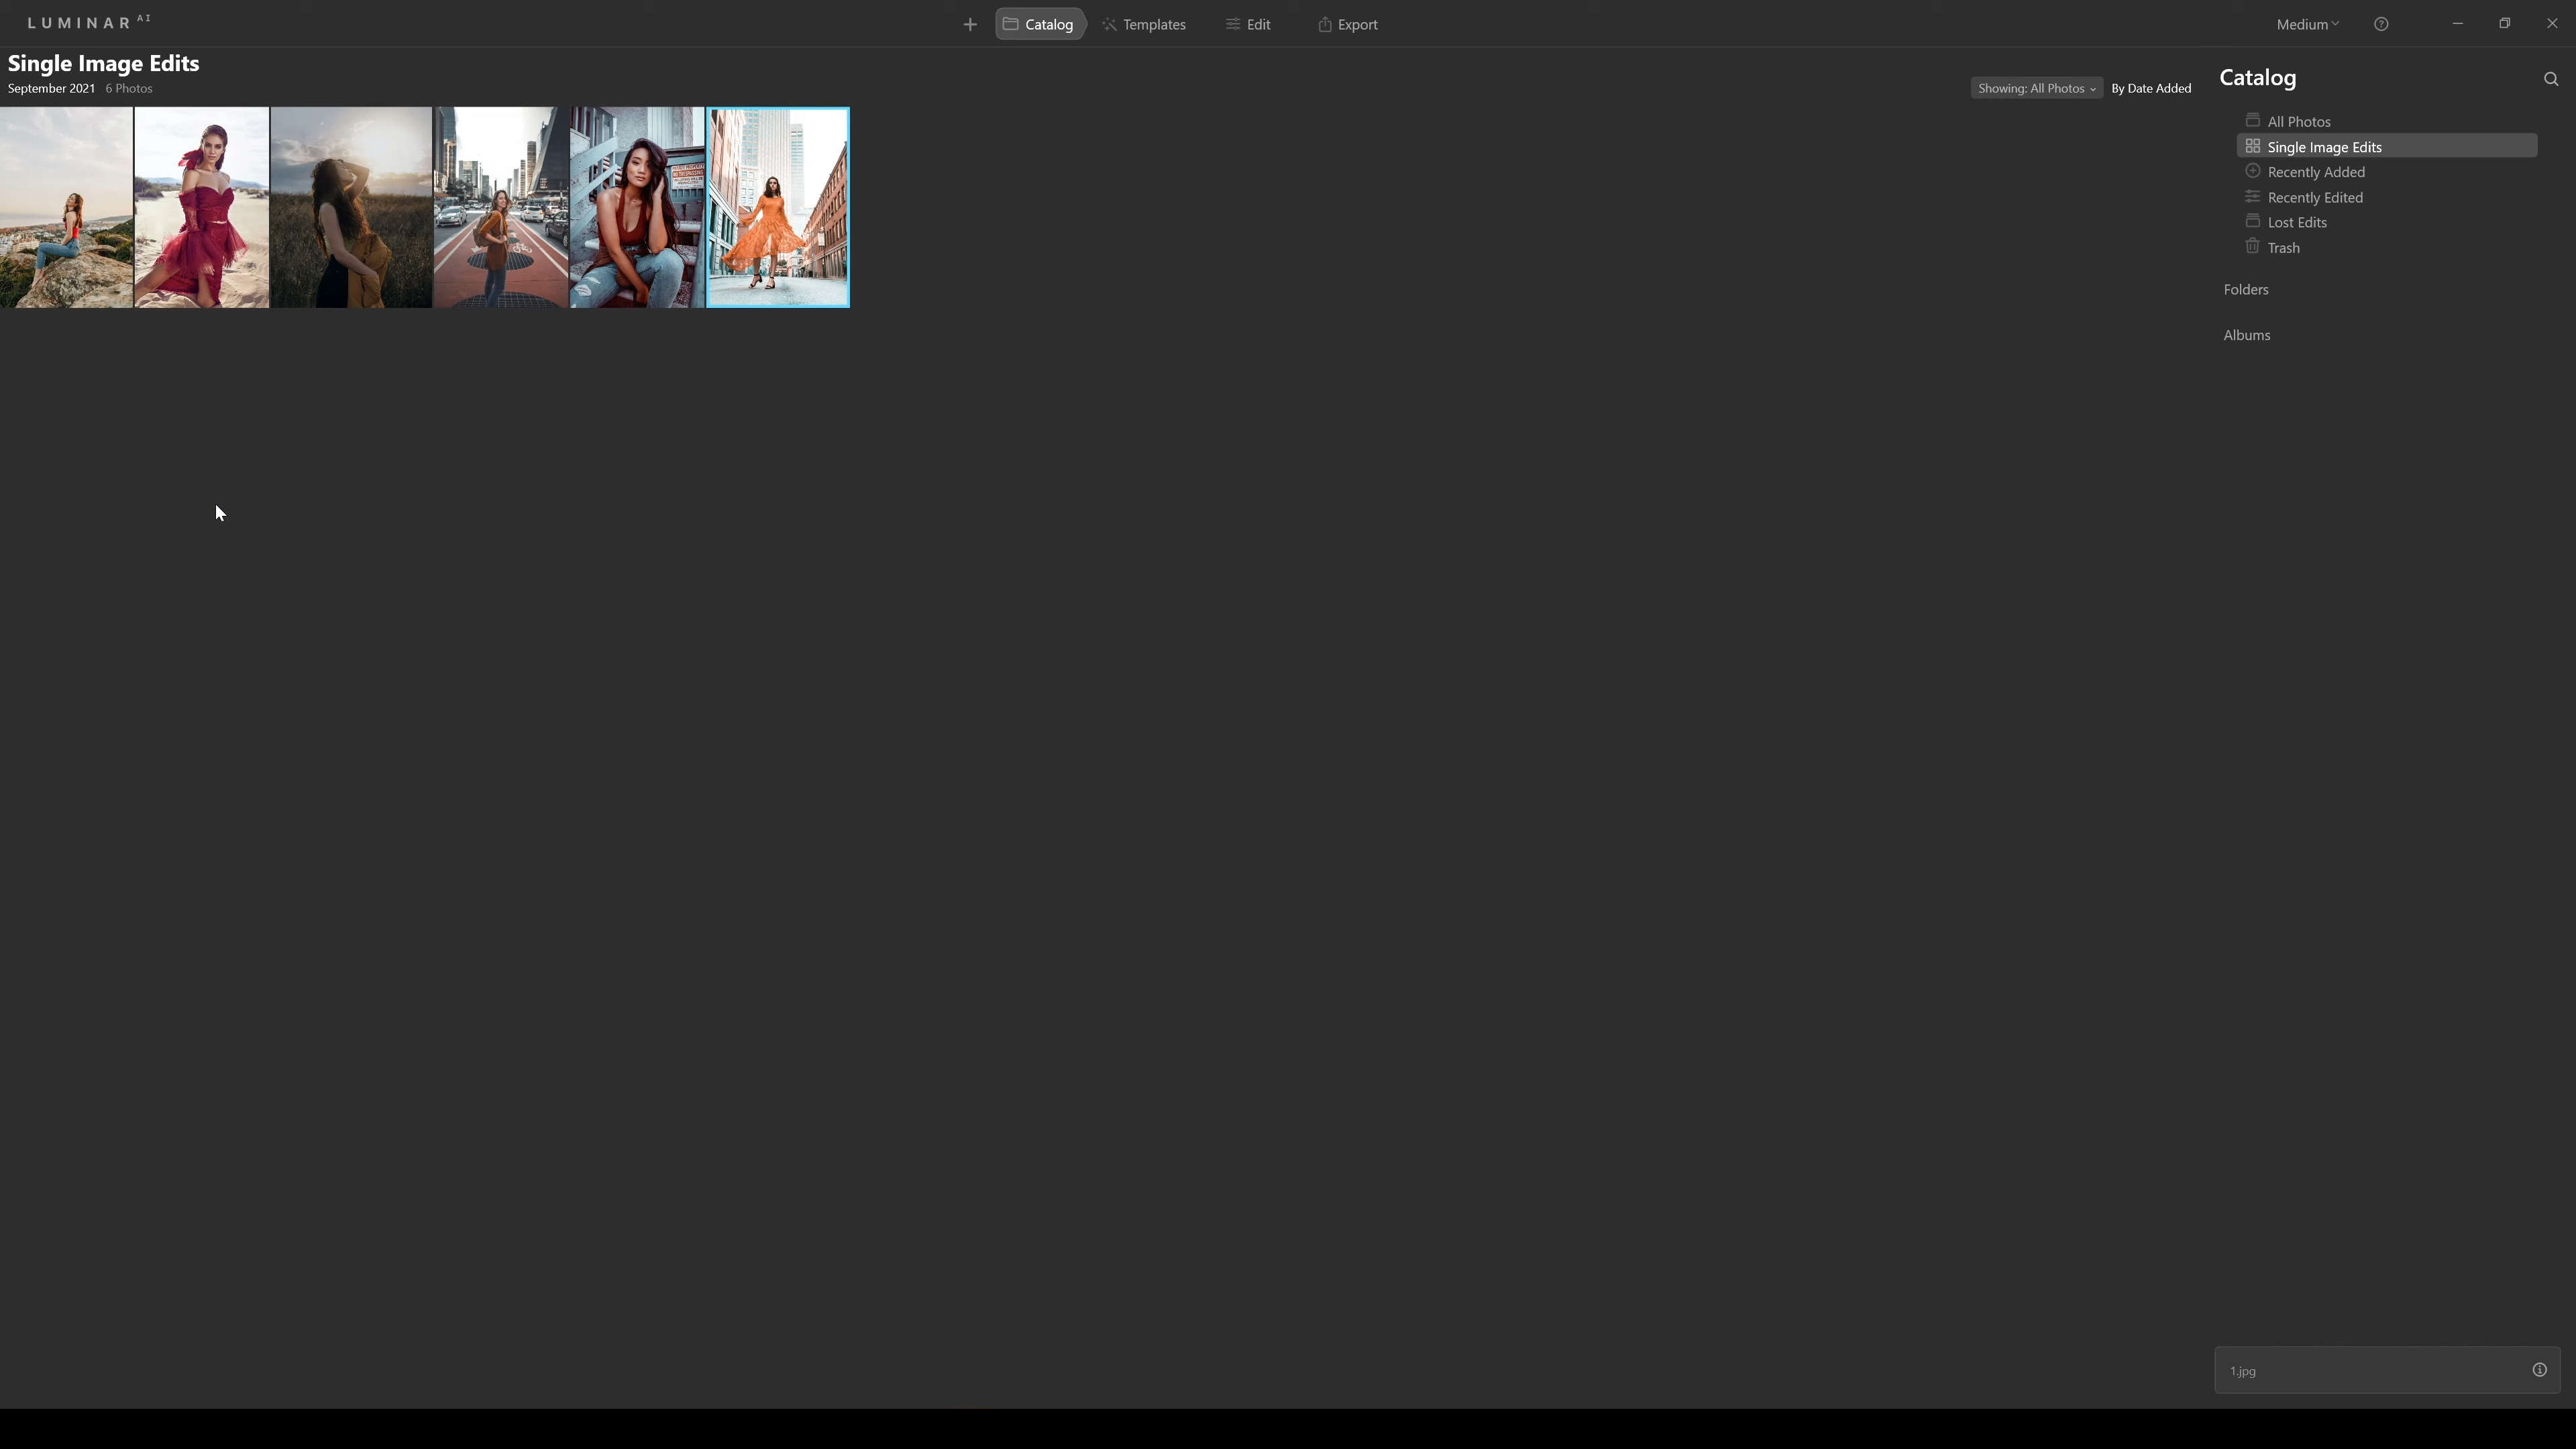 LUMINAR AI
Catalog
Templates
Edit
Export
Medium
Single Image Edits
September 2021 6 Photos
Showing: All Photos
By Date Added
Catalog
All Photos
Single Image Edits
Recently Added
Recently Edited
Lost Edits
Trash
Folders
Albums
1.jpg